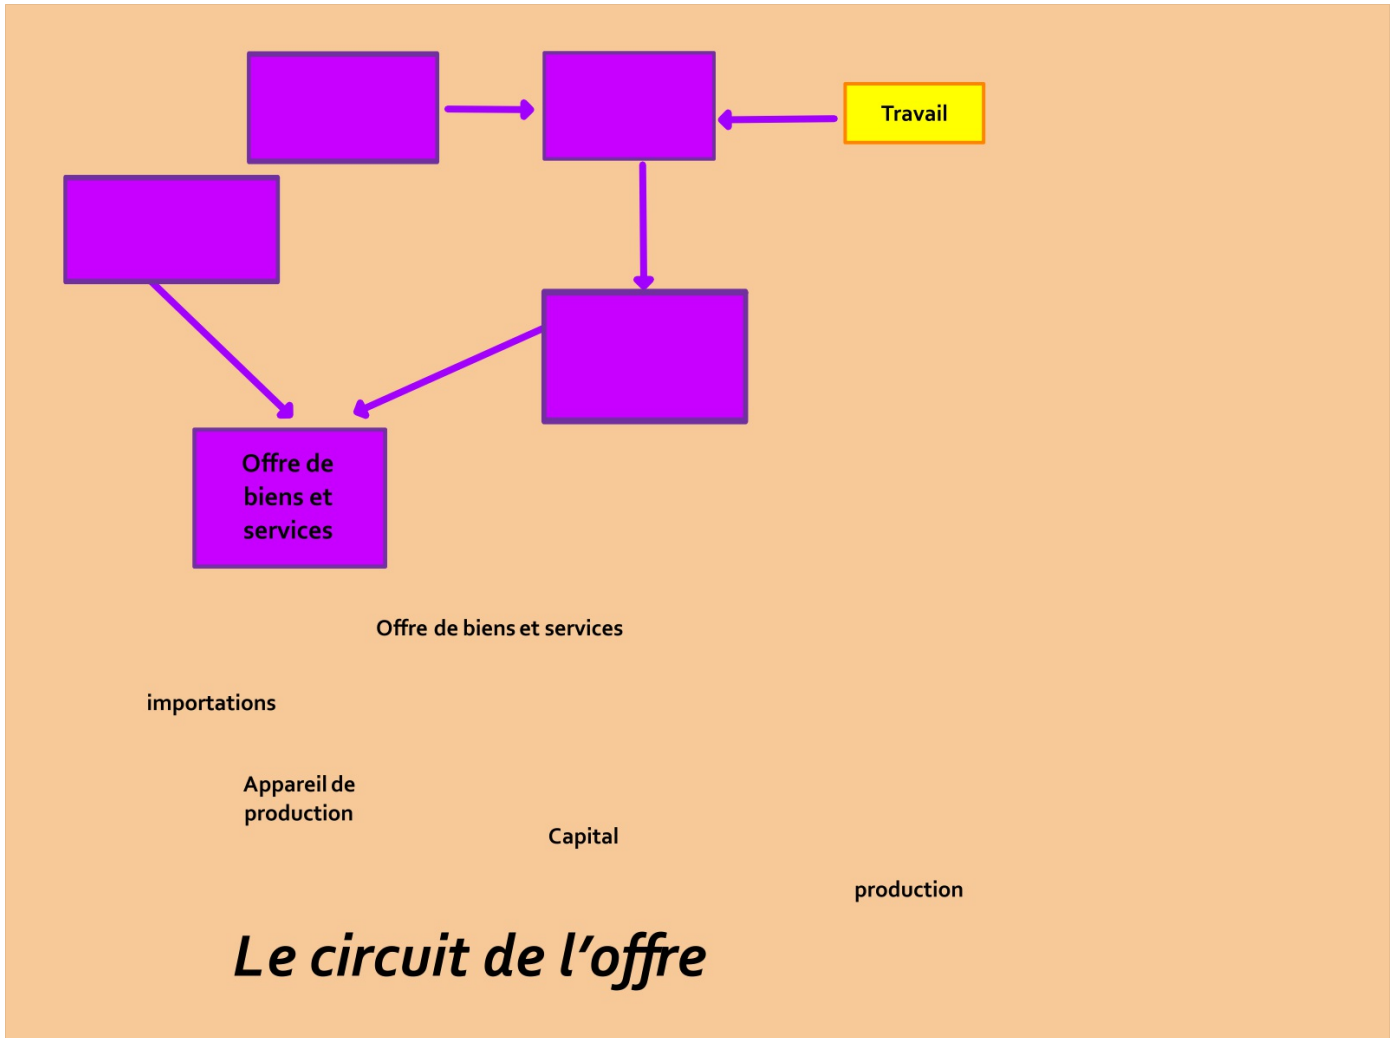 Travail
Offre de
biens et
services
Offre de biens et services
importations
Appareil de
production
Capital
production
Le circuit de l’offre